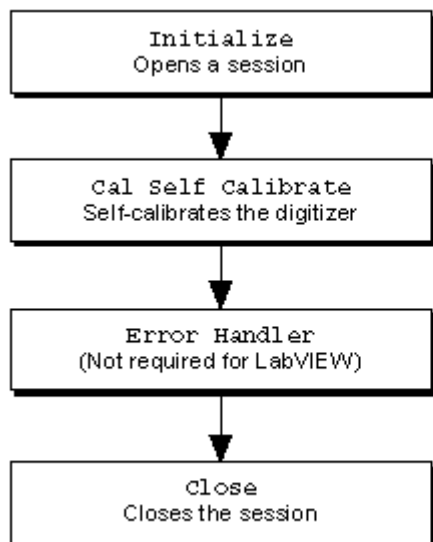 Initialize
Opens a session
Cal Self Calibrate
Self-calibrates the digitizer
Error Handler
(Not required for LabVIEW)
Close
Closes the session